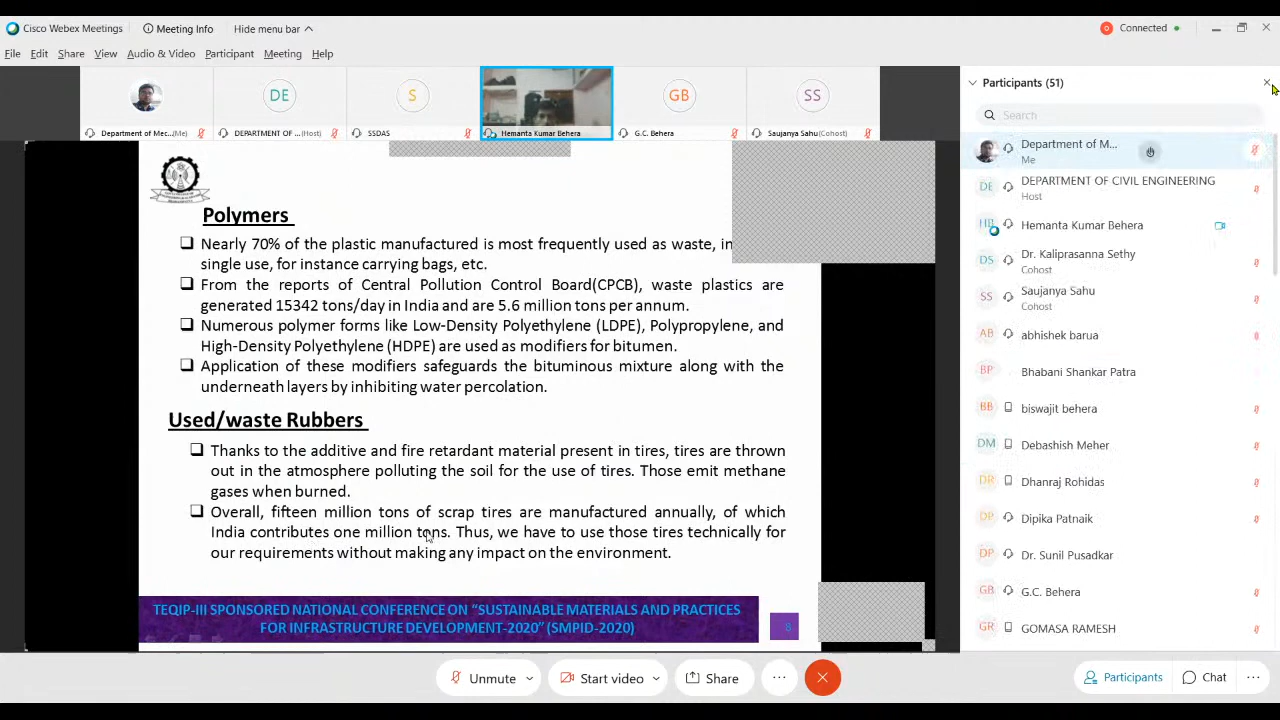 Cisco Webex Meetings
Meeting Info
Hide menu bar
Connected
File Edit Share View Audio & Video Participant Meeting Help
DE
S
GB
SS
Department of Mec...(Me)
DEPARTMENT OF ...(Host)
SSDAS
Hemanta Kumar Behera
G.C. Behera
Saujanya Sahu(Cohost)
Polymers
Nearly 70% of the plastic manufactured is most frequently used as waste, in
single use, for instance carrying bags, etc.
From the reports of Central Pollution Control Board(CPCB), waste plastics are
generated 15342 tons/day in India and are 5.6 million tons per annum.
Numerous polymer forms like Low-Density Polyethylene (LDPE), Polypropylene, and
High-Density Polyethylene (HDPE) are used as modifiers for bitumen.
Application of these modifiers safeguards the bituminous mixture along with the
underneath layers by inhibiting water percolation.
Used/waste Rubbers
Thanks to the additive and fire retardant material present in tires, tires are thrown
out in the atmosphere polluting the soil for the use of tires. Those emit methane
gases when burned.
Overall, fifteen million tons of scrap tires are manufactured annually, of which
India contributes one million tons. Thus, we have to use those tires technically for
our requirements without making any impact on the environment.
TEQIP-III SPONSORED NATIONAL CONFERENCE ON "SUSTAINABLE MATERIALS AND PRACTICES
FOR INFRASTRUCTURE DEVELOPMENT-2020" (SMPID-2020)
8
Participants (51)
Search
Department of M...
Me
DE
DEPARTMENT OF CIVIL ENGINEERING
Host
HB
Hemanta Kumar Behera
DS
Dr. Kaliprasanna Sethy
Cohost
SS
Saujanya Sahu
Cohost
AB
abhishek barua
BP
Bhabani Shankar Patra
BB
biswajit behera
DM
Debashish Meher
DR
Dhanraj Rohidas
DP
Dipika Patnaik
DP
Dr. Sunil Pusadkar
GB
G.C. Behera
GR
GOMASA RAMESH
Unmute
Start video
Share
Participants
Chat